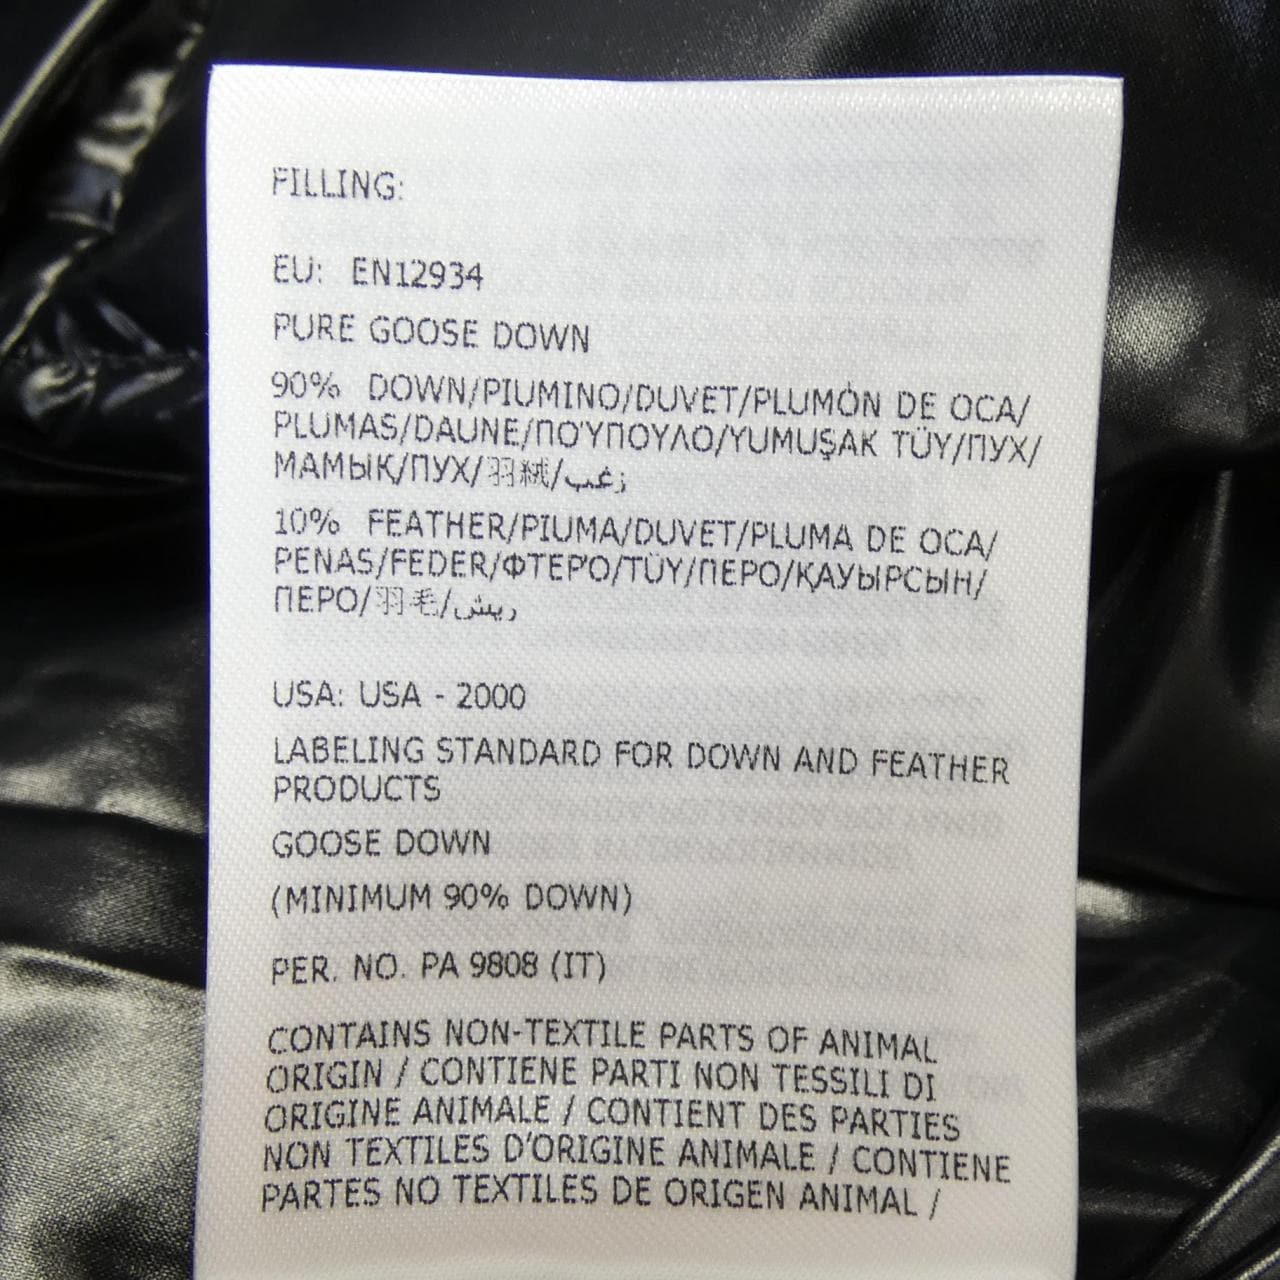 FILLING:
EU: EN12934
PURE GOOSE DOWN
90% DOWN/PIUMINO/DUVET/PLUMÓN DE OCA/
PLUMAS/DAUNE/ΠΟΎΠΟΥΛΟ/YUMUŞAK TÜY/ПУХ/
МАМЫҚ/ПУХ/羽絨/زغب
10% FEATHER/PIUMA/DUVET/PLUMA DE OCA/
PENAS/FEDER/ΦΤΕΡΌ/TÜY/ПЕРО/ҚАУЫРСЫН/
ПЕРО/羽毛/ريش
USA: USA - 2000
LABELING STANDARD FOR DOWN AND FEATHER
PRODUCTS
GOOSE DOWN
(MINIMUM 90% DOWN)
PER. NO. PA 9808 (IT)
CONTAINS NON-TEXTILE PARTS OF ANIMAL
ORIGIN / CONTIENE PARTI NON TESSILI DI
ORIGINE ANIMALE / CONTIENT DES PARTIES
NON TEXTILES D'ORIGINE ANIMALE / CONTIENE
PARTES NO TEXTILES DE ORIGEN ANIMAL /